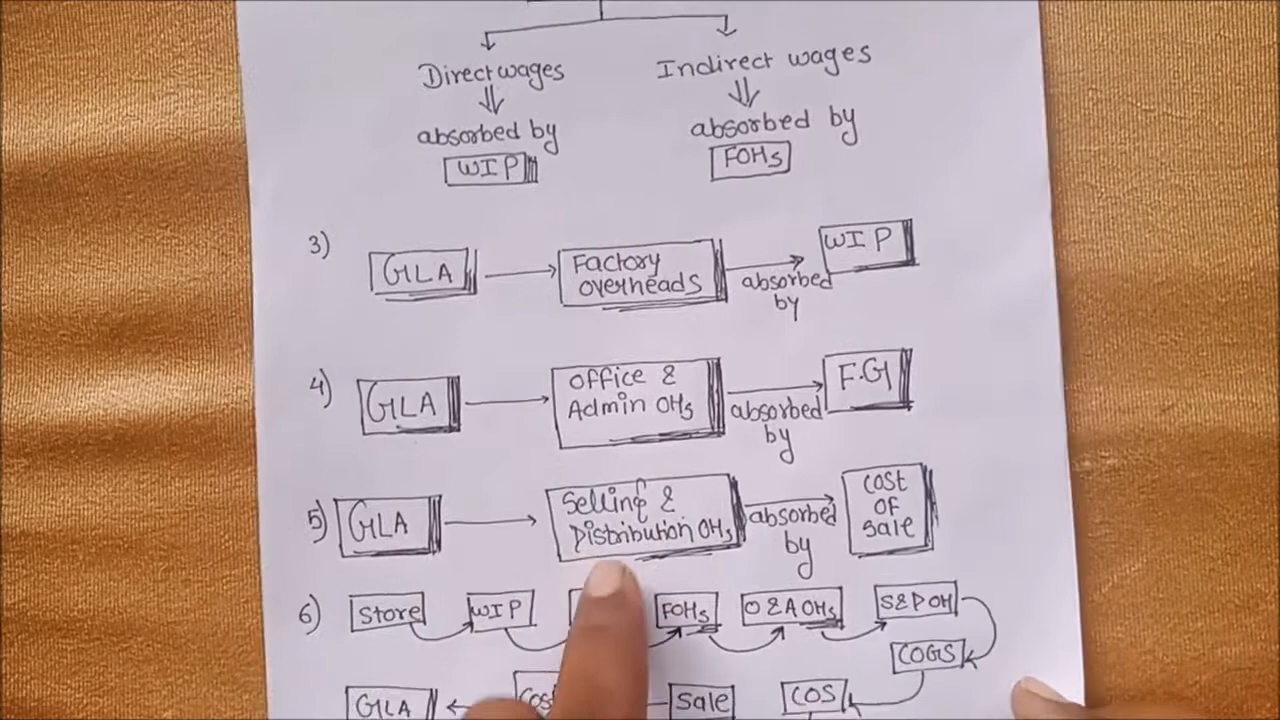 Direct wages Indirect wages
absorbed by absorbed by
WIP FOHs
3) GLA Factory overheads absorbed by WIP
4) GLA Office & Admin OHs absorbed by F.G
5) GLA Selling & Distribution OHs absorbed by Cost OF Sale
6) Store WIP FOHs O&A OHs S&D OH
COGS
GLA Cost Sale COS